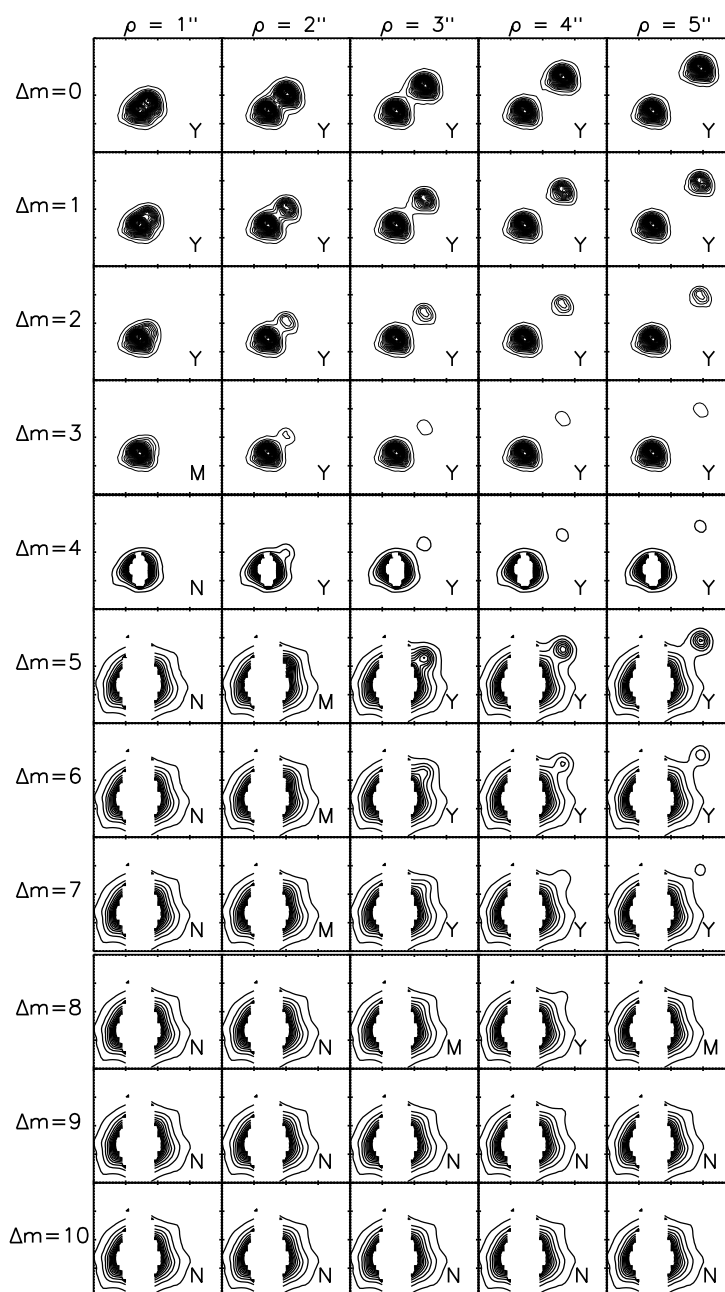 ρ = 1" ρ = 2" ρ = 3" ρ = 4" ρ = 5"
Δm=0 Y Y Y Y Y
Δm=1 Y Y Y Y Y
Δm=2 Y Y Y Y Y
Δm=3 M Y Y Y Y
Δm=4 N Y Y Y Y
Δm=5 N M Y Y Y
Δm=6 N M Y Y Y
Δm=7 N M Y Y Y
Δm=8 N N M Y M
Δm=9 N N N N N
Δm=10 N N N N N